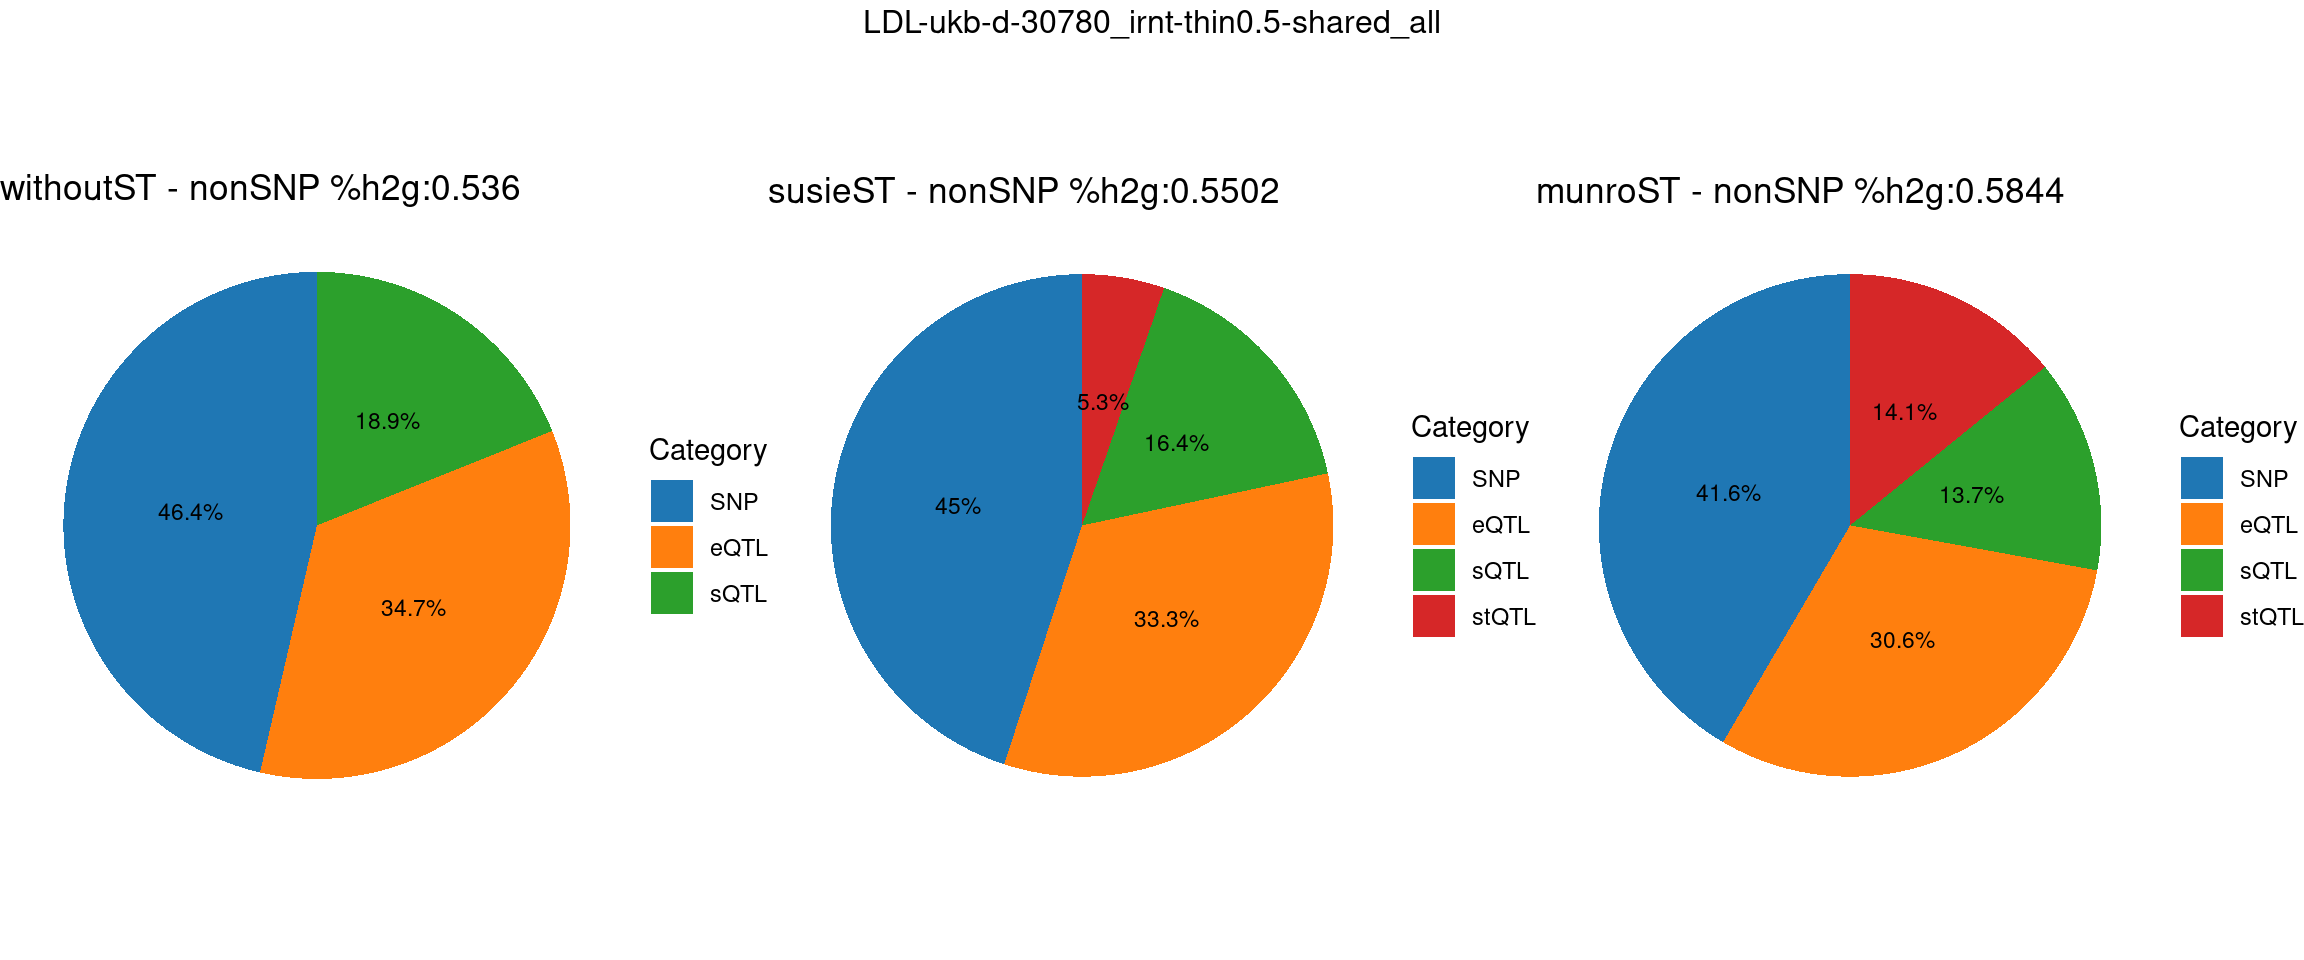 LDL-ukb-d-30780_irnt-thin0.5-shared_all
withoutST - nonSNP %h2g:0.536
18.9%
46.4%
34.7%
Category
SNP
eQTL
sQTL
susieST - nonSNP %h2g:0.5502
5.3%
16.4%
45%
33.3%
Category
SNP
eQTL
sQTL
stQTL
munroST - nonSNP %h2g:0.5844
14.1%
13.7%
41.6%
30.6%
Category
SNP
eQTL
sQTL
stQTL